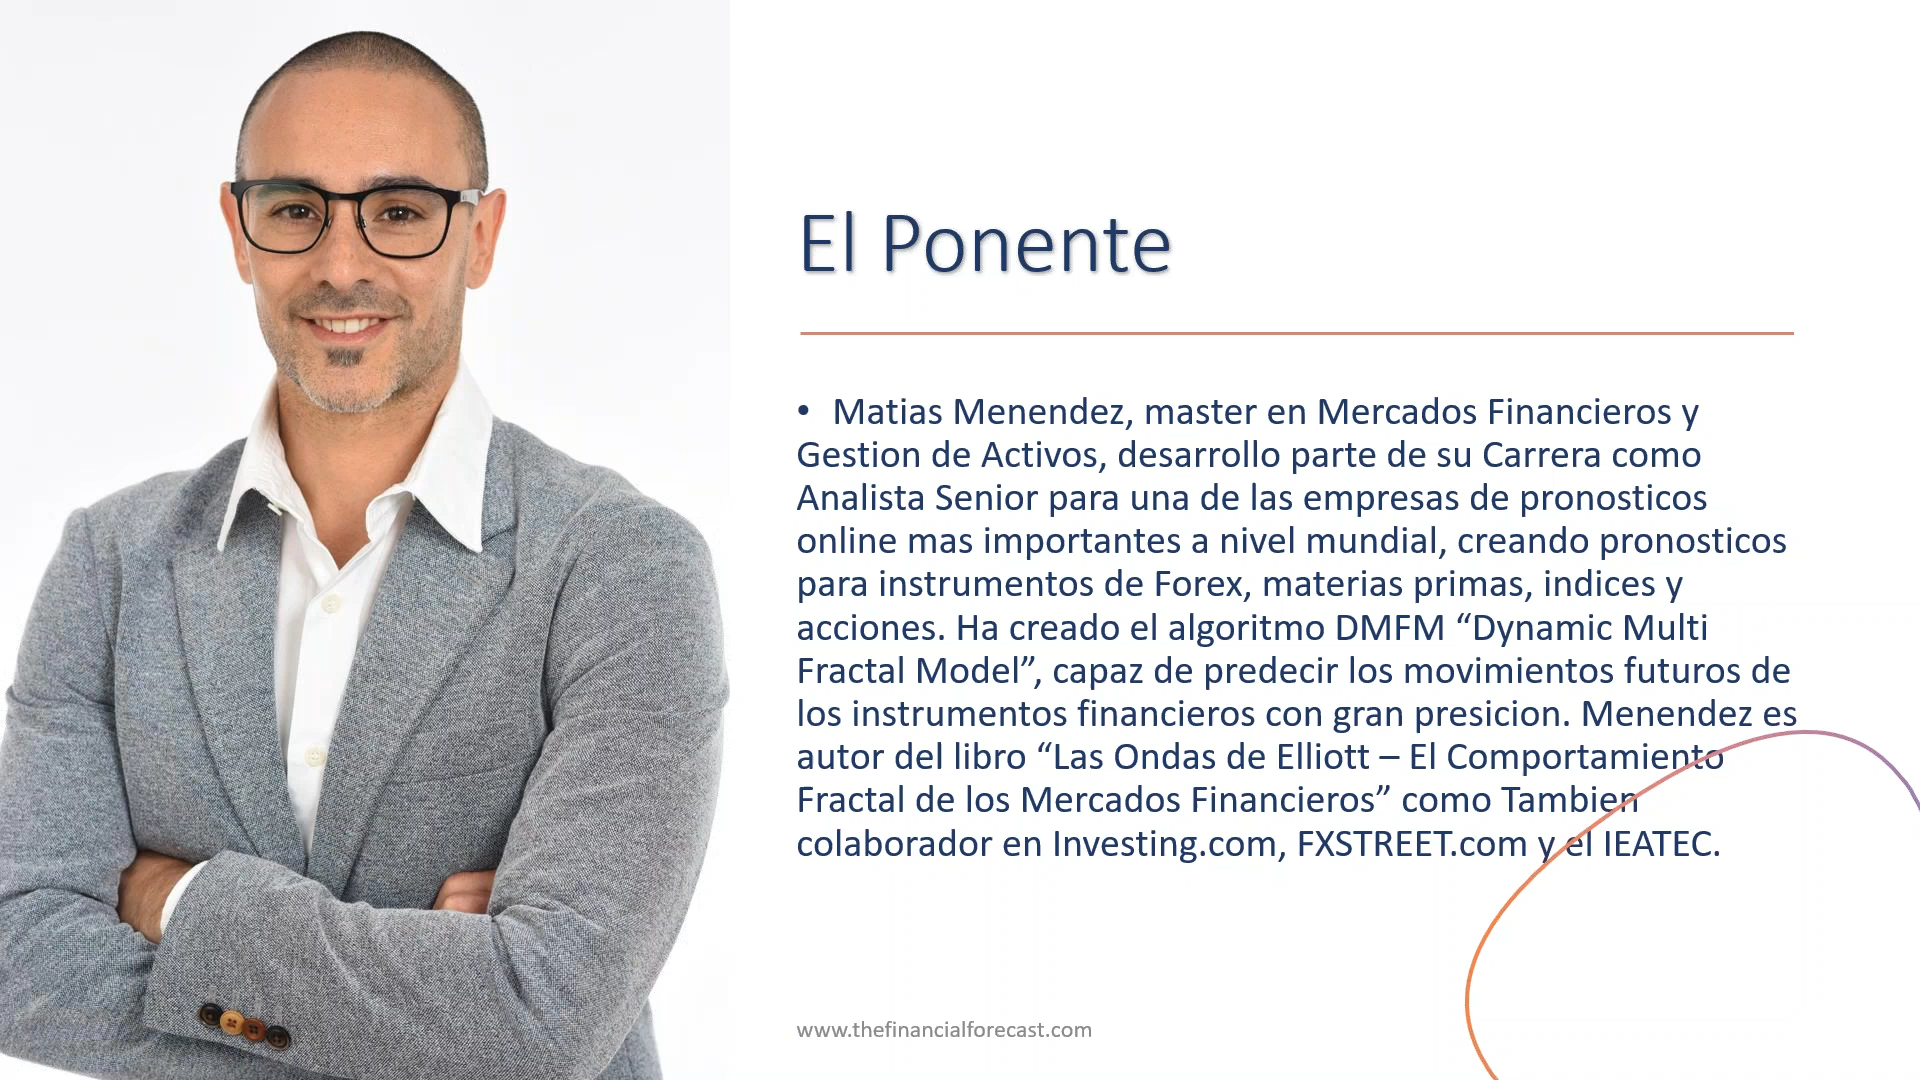 El Ponente
• Matias Menendez, master en Mercados Financieros y
Gestion de Activos, desarrollo parte de su Carrera como
Analista Senior para una de las empresas de pronosticos
online mas importantes a nivel mundial, creando pronosticos
para instrumentos de Forex, materias primas, indices y
acciones. Ha creado el algoritmo DMFM “Dynamic Multi
Fractal Model”, capaz de predecir los movimientos futuros de
los instrumentos financieros con gran presicion. Menendez es
autor del libro “Las Ondas de Elliott – El Comportamiento
Fractal de los Mercados Financieros” como Tambien
colaborador en Investing.com, FXSTREET.com y el IEATEC.
www.thefinancialforecast.com